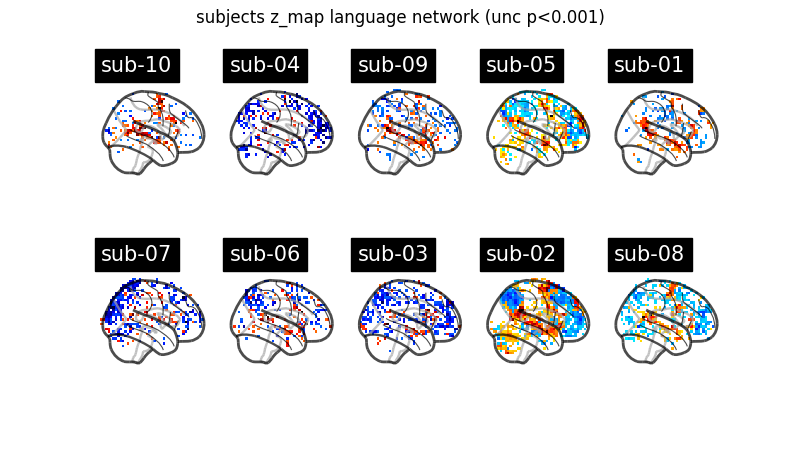 subjects z_map language network (unc p<0.001)
sub-10
sub-04
sub-09
sub-05
sub-01
sub-07
sub-06
sub-03
sub-02
sub-08